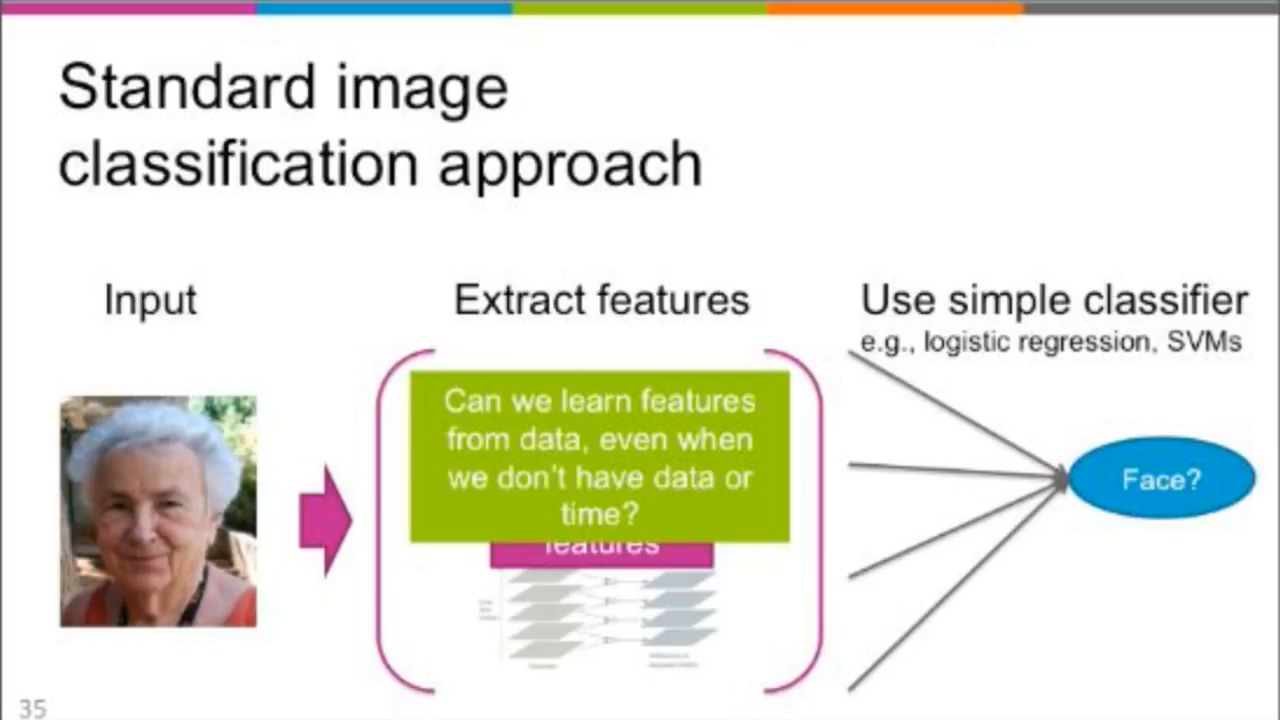 Standard image
classification approach
Input
Extract features
Use simple classifier
e.g., logistic regression, SVMs
Can we learn features
from data, even when
we don't have data or
time?
features
Face?
35